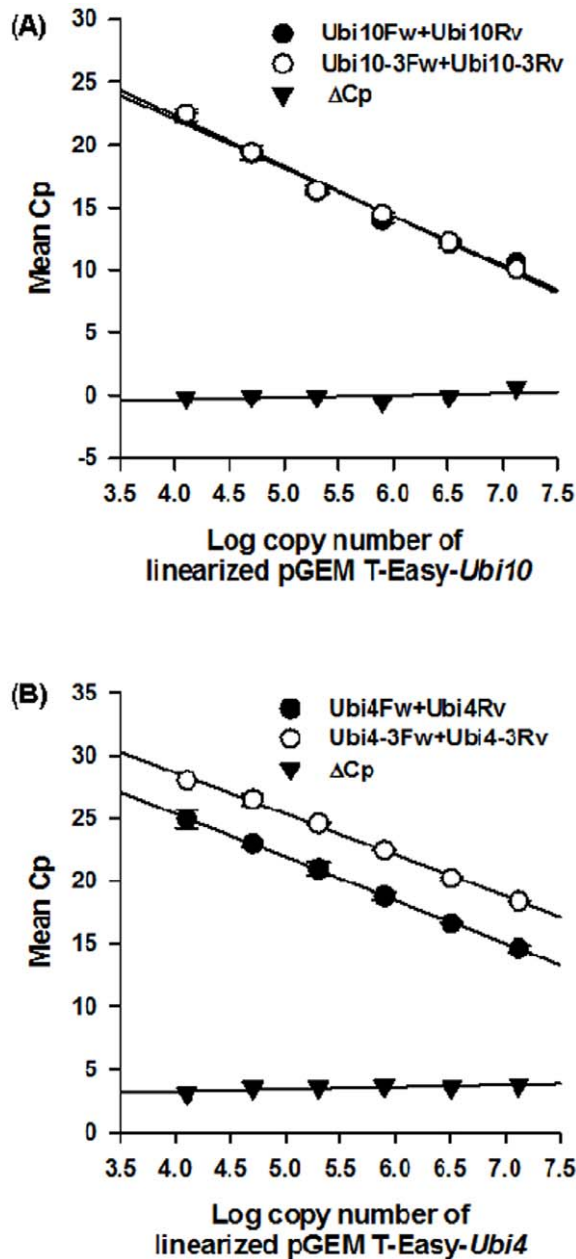 (A)
30
25
20
15
10
5
0
-5
Mean Cp
Ubi10Fw+Ubi10Rv
Ubi10-3Fw+Ubi10-3Rv
ΔCp
3.5 4.0 4.5 5.0 5.5 6.0 6.5 7.0 7.5
Log copy number of
linearized pGEM T-Easy-Ubi10
(B)
35
30
25
20
15
10
5
0
Mean Cp
Ubi4Fw+Ubi4Rv
Ubi4-3Fw+Ubi4-3Rv
ΔCp
3.5 4.0 4.5 5.0 5.5 6.0 6.5 7.0 7.5
Log copy number of
linearized pGEM T-Easy-Ubi4